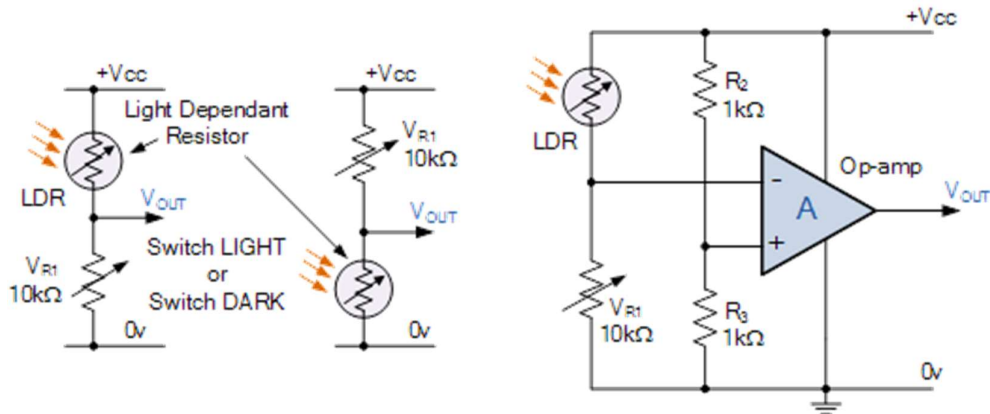 +Vcc
LDR
VOUT
VR1
10kΩ
0v
Light Dependant
Resistor
Switch LIGHT
or
Switch DARK
+Vcc
VR1
10kΩ
VOUT
0v
+Vcc
LDR
R2
1kΩ
Op-amp
-
A
+
VOUT
VR1
10kΩ
R3
1kΩ
0v